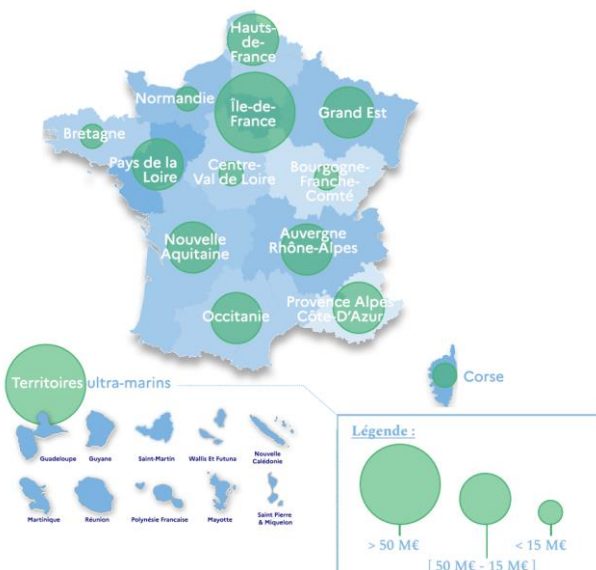 Hauts-
de-
France
Normandie
Île-de-
France
Grand Est
Bretagne
Pays de la
Loire
Centre-
Val de Loire
Bourgogne-
Franche-
Comté
Nouvelle
Aquitaine
Auvergne
Rhône-Alpes
Occitanie
Provence Alpes
Côte-D'Azur
Corse
Territoires ultra-marins
Guadeloupe
Guyane
Saint-Martin
Wallis Et Futuna
Nouvelle
Calédonie
Martinique
Réunion
Polynésie Francaise
Mayotte
Saint Pierre
& Miquelon
Légende :
> 50 M€
< 15 M€
[ 50 M€ - 15 M€ ]